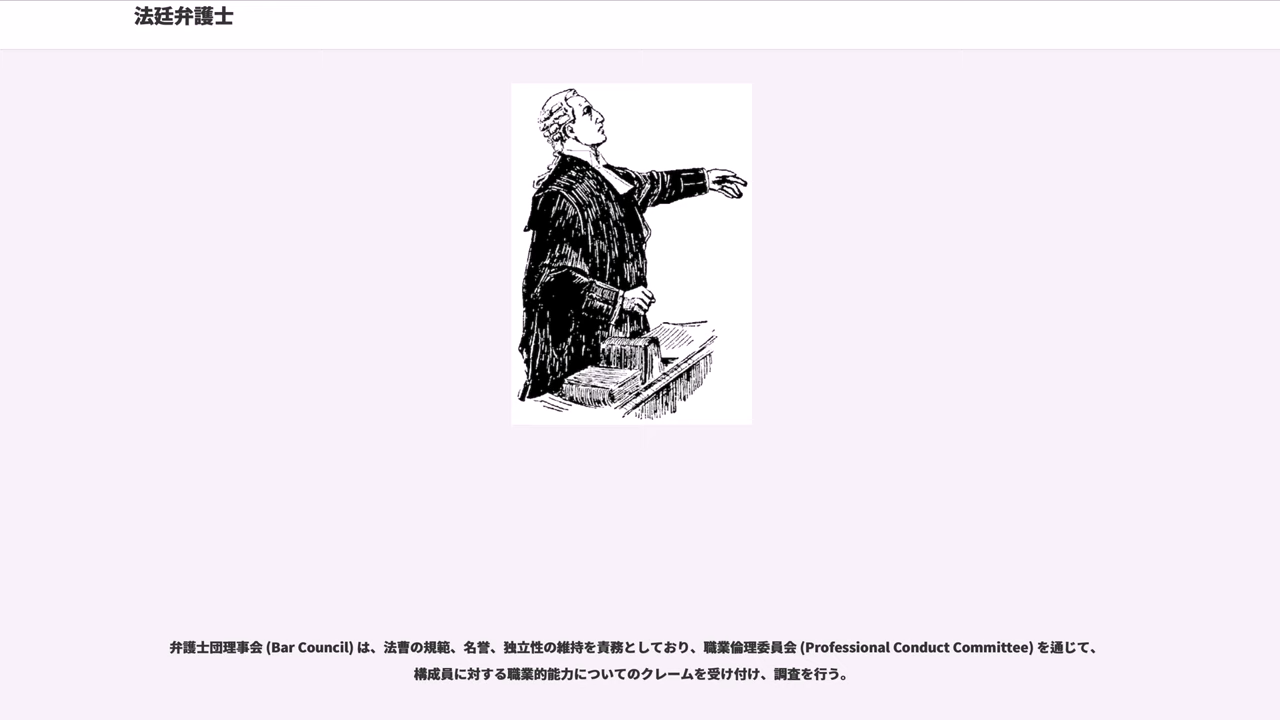 法廷弁護士
弁護士団理事会 (Bar Council) は、法曹の規範、名誉、独立性の維持を責務としており、職業倫理委員会 (Professional Conduct Committee) を通じて、
構成員に対する職業的能力についてのクレームを受け付け、調査を行う。